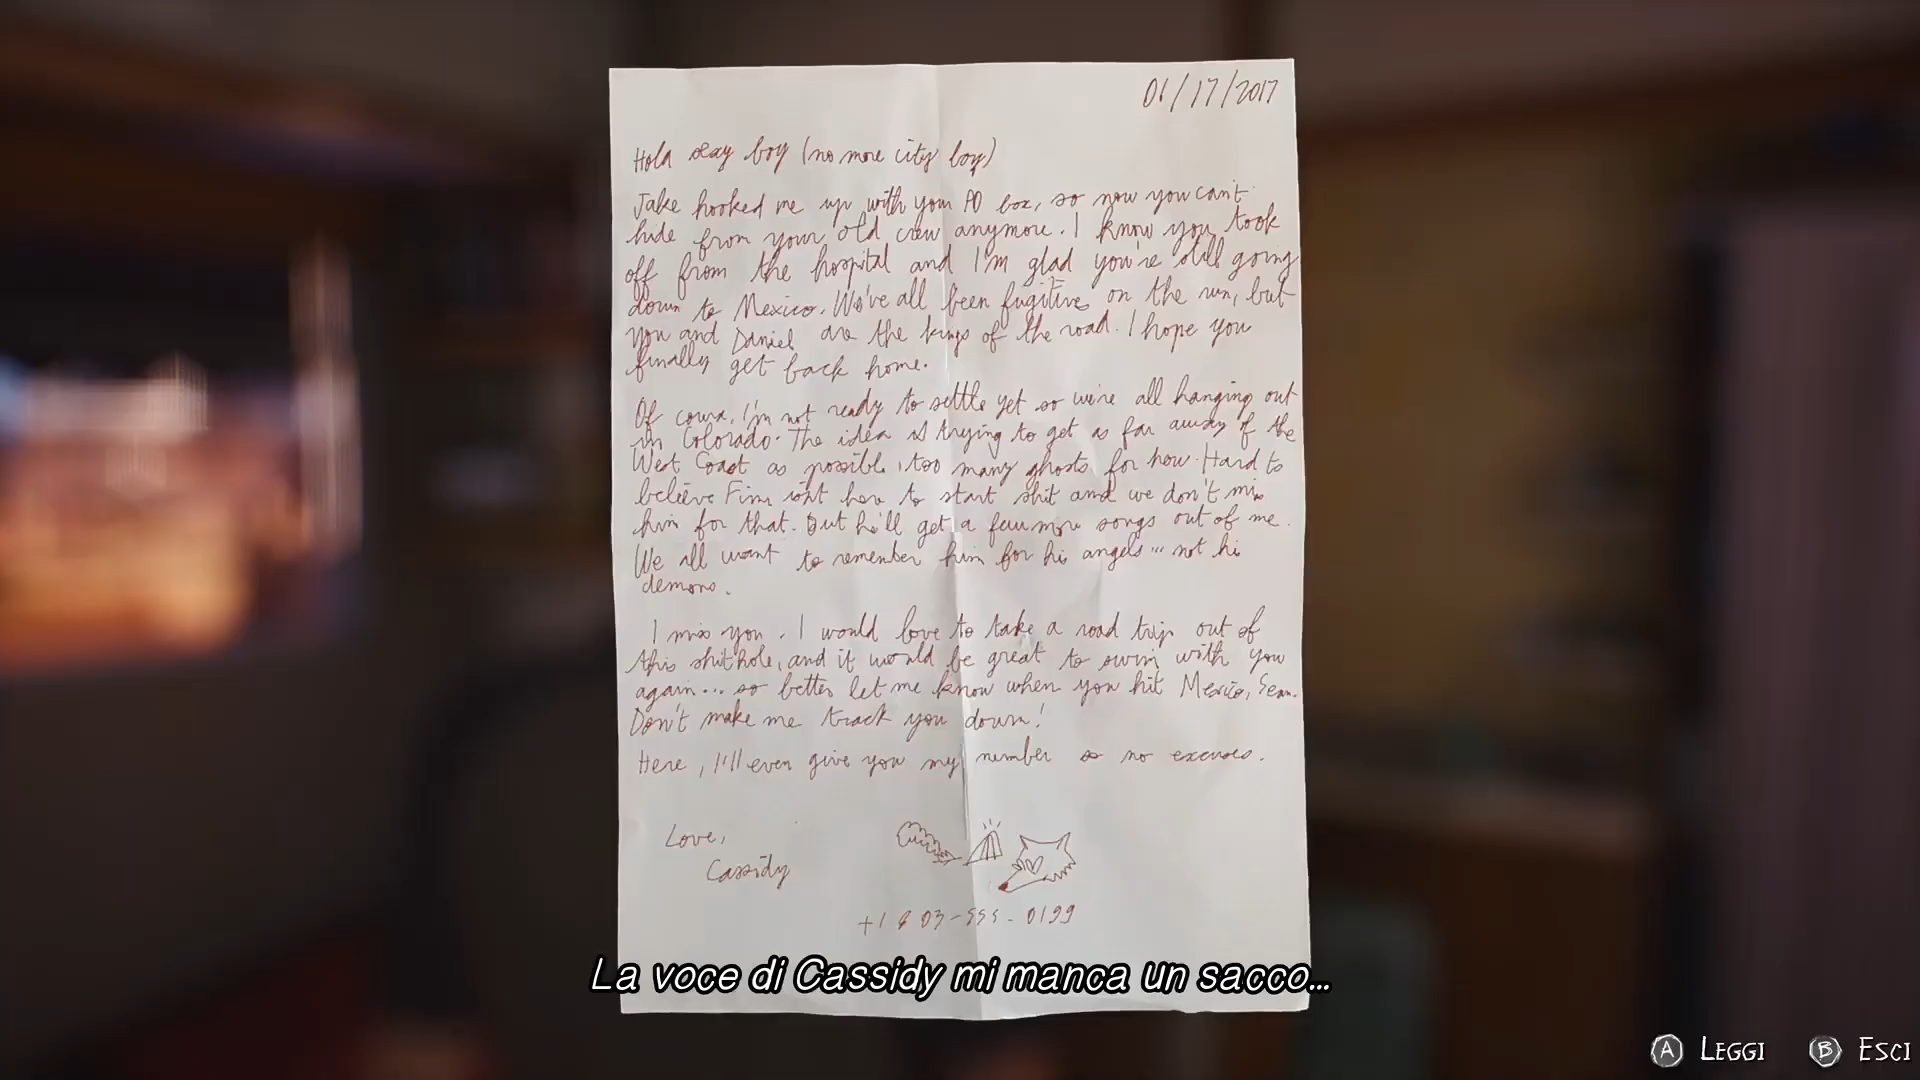 01/17/2017
Hola sexy boy (no more city boy)
Jake hooked me up with your PO box, so now you can't
hide from your old crew anymore. I know you took
off from the hospital and I'm glad you're still going
down to Mexico. We've all been fugitives on the run, but
you and Daniel are the kings of the road. I hope you
finally get back home.
Of course, I'm not ready to settle yet so we're all hanging out
in Colorado. The idea is trying to get as far away of the
West Coast as possible, too many ghosts for now. Hard to
believe Finn isn't here to start shit and we don't miss
him for that. But he'll get a few more songs out of me.
We all want to remember him for his angels... not his
demons.
I miss you. I would love to take a road trip out of
this shithole, and it would be great to swim with you
again... so better let me know when you hit Mexico, Sean.
Don't make me track you down!
Here, I'll even give you my number so no excuses.
Love,
Cassidy
+1 803-555-0199
La voce di Cassidy mi manca un sacco...
A LEGGI B ESCI